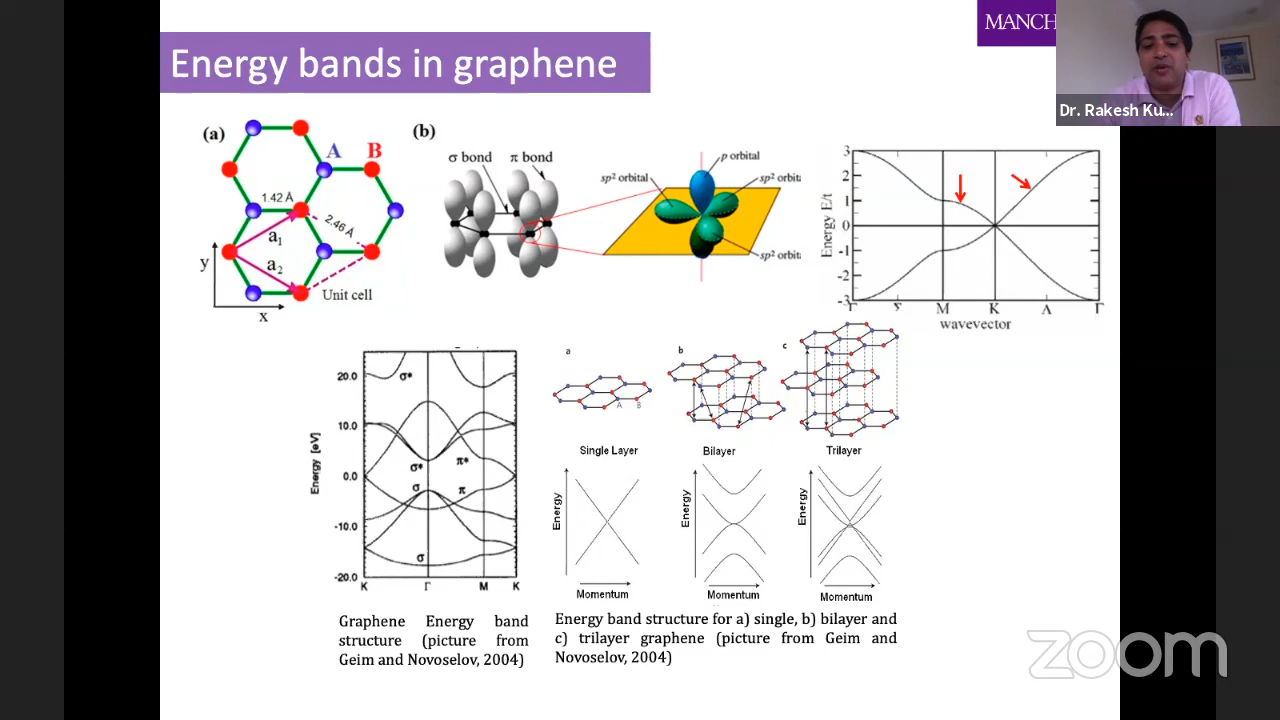 MANCH
Energy bands in graphene
Dr. Rakesh Ku...
(a)
A
B
1.42 Å
2.46 Å
a1
a2
y
x
Unit cell
(b)
σ bond
π bond
p orbital
sp² orbital
sp² orbita
sp² orbita
3
2
1
0
-1
-2
-3
Energy E/t
Γ Σ M K Λ Γ
wavevector
20.0
10.0
0.0
-10.0
-20.0
Energy [eV]
σ*
σ*
π*
σ
π
σ
K Γ M K
a
b
c
A B
Single Layer
Bilayer
Trilayer
Energy
Energy
Energy
Momentum
Momentum
Momentum
Graphene Energy band
structure (picture from
Geim and Novoselov, 2004)
Energy band structure for a) single, b) bilayer and
c) trilayer graphene (picture from Geim and
Novoselov, 2004)
zoom